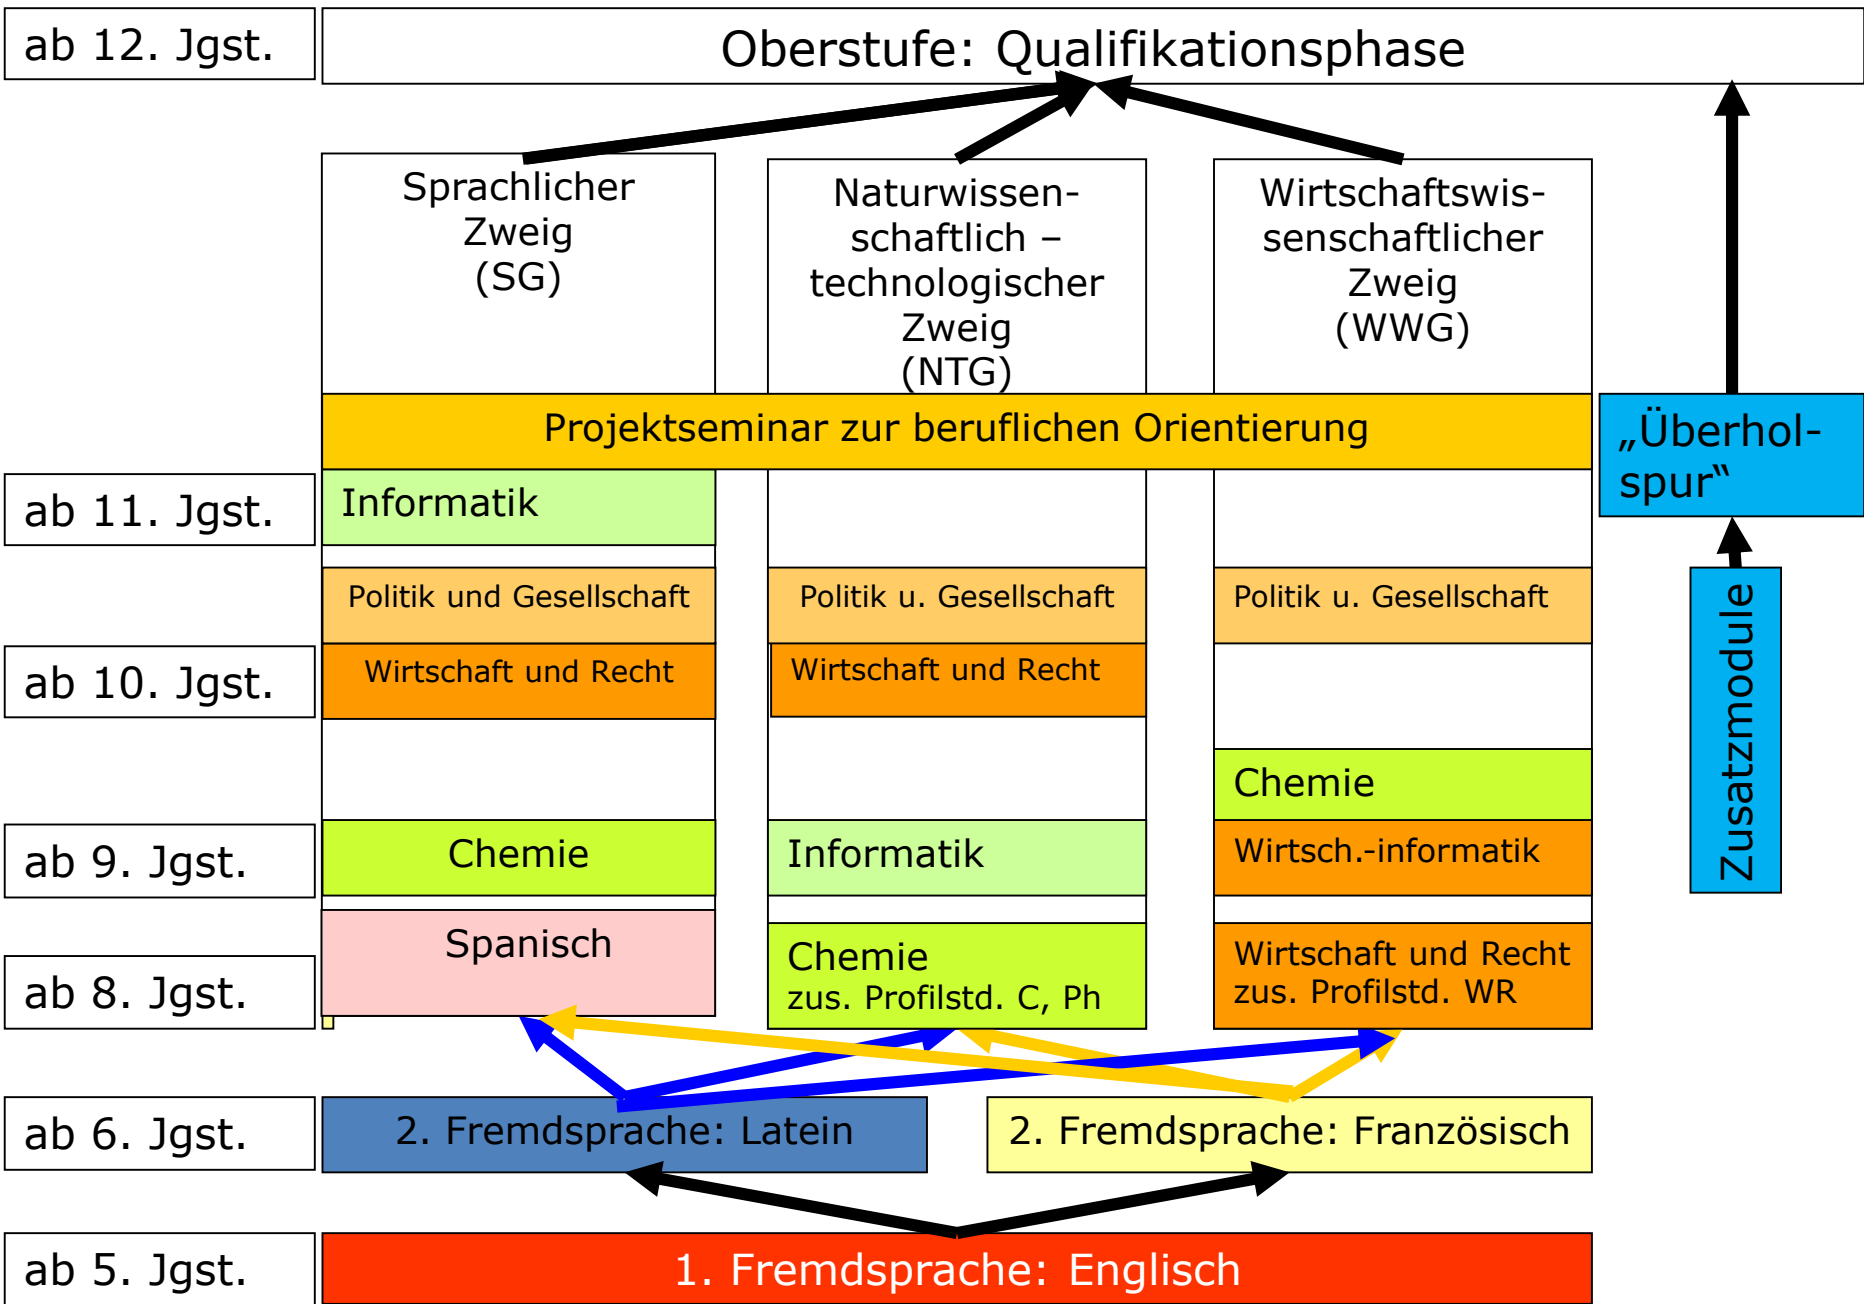 ab 12. Jgst.
Oberstufe: Qualifikationsphase
Sprachlicher
Zweig
(SG)
Naturwissen-
schaftlich –
technologischer
Zweig
(NTG)
Wirtschaftswis-
senschaftlicher
Zweig
(WWG)
Projektseminar zur beruflichen Orientierung
„Überhol-
spur“
ab 11. Jgst.
Informatik
Politik und Gesellschaft
Politik u. Gesellschaft
Politik u. Gesellschaft
Zusatzmodule
ab 10. Jgst.
Wirtschaft und Recht
Wirtschaft und Recht
Chemie
ab 9. Jgst.
Chemie
Informatik
Wirtsch.-informatik
ab 8. Jgst.
Spanisch
Chemie
zus. Profilstd. C, Ph
Wirtschaft und Recht
zus. Profilstd. WR
ab 6. Jgst.
2. Fremdsprache: Latein
2. Fremdsprache: Französisch
ab 5. Jgst.
1. Fremdsprache: Englisch